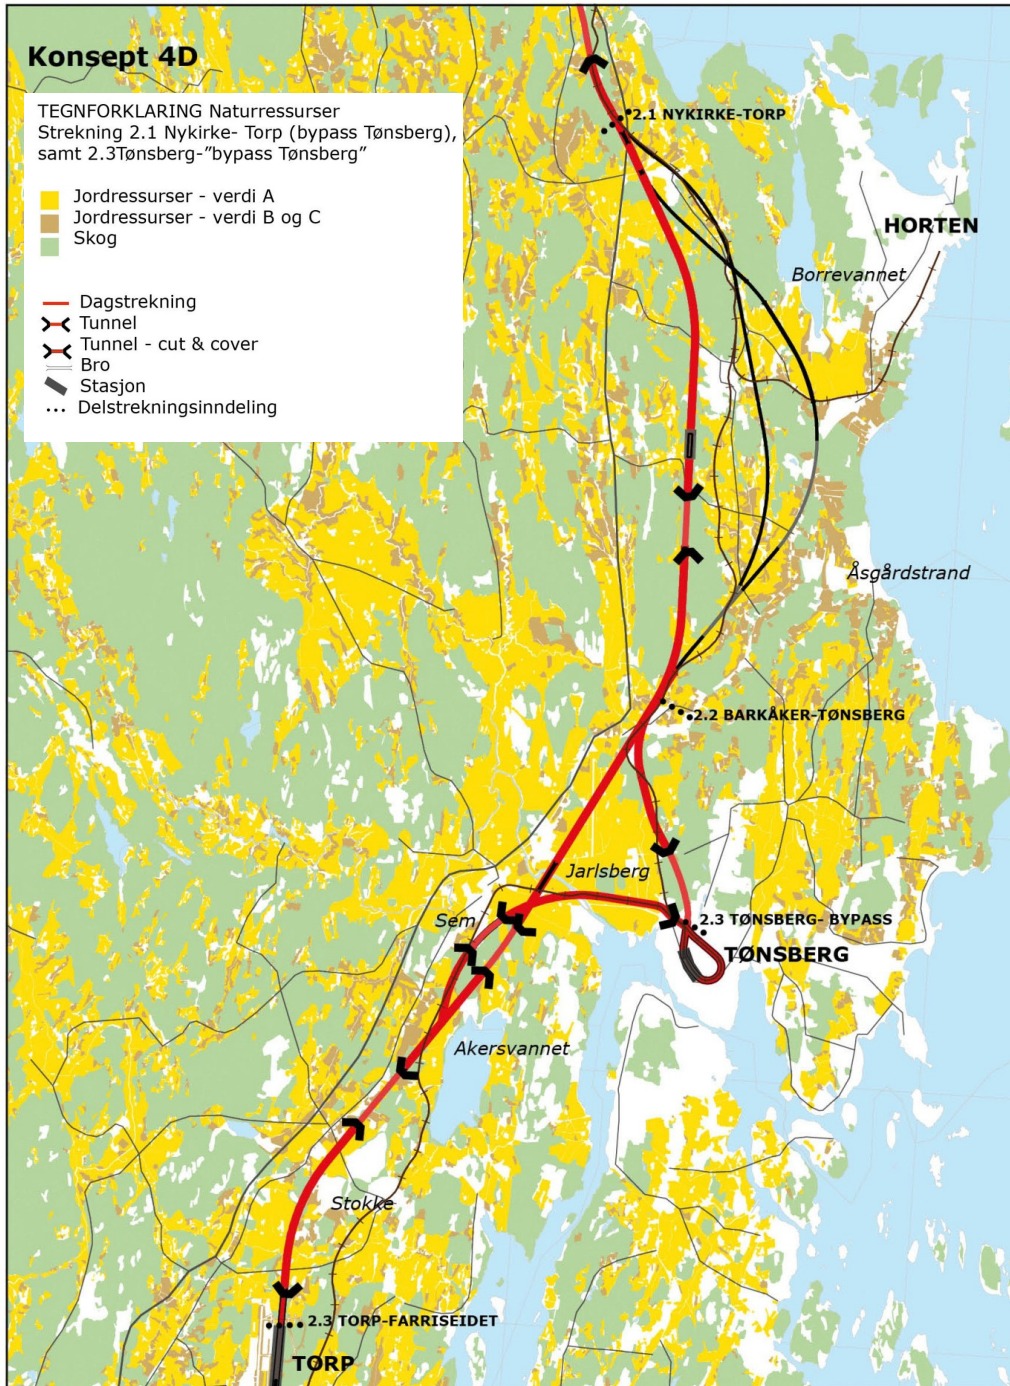 Konsept 4D
TEGNFORKLARING Naturressurser
Strekning 2.1 Nykirke- Torp (bypass Tønsberg),
samt 2.3Tønsberg-”bypass Tønsberg”
Jordressurser - verdi A
Jordressurser - verdi B og C
Skog
Dagstrekning
Tunnel
Tunnel - cut & cover
Bro
Stasjon
Delstrekningsinndeling
2.1 NYKIRKE-TORP
HORTEN
Borrevannet
Åsgårdstrand
2.2 BARKÅKER-TØNSBERG
Jarlsberg
Sem
2.3 TØNSBERG- BYPASS
TØNSBERG
Akersvannet
Stokke
2.3 TORP-FARRISEIDET
TORP